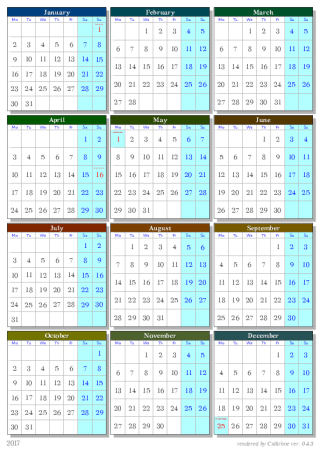 January
Mo Tu We Th Fr Sa Su
1
2 3 4 5 6 7 8
9 10 11 12 13 14 15
16 17 18 19 20 21 22
23 24 25 26 27 28 29
30 31
February
Mo Tu We Th Fr Sa Su
1 2 3 4 5
6 7 8 9 10 11 12
13 14 15 16 17 18 19
20 21 22 23 24 25 26
27 28
March
Mo Tu We Th Fr Sa Su
1 2 3 4 5
6 7 8 9 10 11 12
13 14 15 16 17 18 19
20 21 22 23 24 25 26
27 28 29 30 31
April
Mo Tu We Th Fr Sa Su
1 2
3 4 5 6 7 8 9
10 11 12 13 14 15 16
17 18 19 20 21 22 23
24 25 26 27 28 29 30
May
Mo Tu We Th Fr Sa Su
1 2 3 4 5 6 7
8 9 10 11 12 13 14
15 16 17 18 19 20 21
22 23 24 25 26 27 28
29 30 31
June
Mo Tu We Th Fr Sa Su
1 2 3 4
5 6 7 8 9 10 11
12 13 14 15 16 17 18
19 20 21 22 23 24 25
26 27 28 29 30
July
Mo Tu We Th Fr Sa Su
1 2
3 4 5 6 7 8 9
10 11 12 13 14 15 16
17 18 19 20 21 22 23
24 25 26 27 28 29 30
31
August
Mo Tu We Th Fr Sa Su
1 2 3 4 5 6
7 8 9 10 11 12 13
14 15 16 17 18 19 20
21 22 23 24 25 26 27
28 29 30 31
September
Mo Tu We Th Fr Sa Su
1 2 3
4 5 6 7 8 9 10
11 12 13 14 15 16 17
18 19 20 21 22 23 24
25 26 27 28 29 30
October
Mo Tu We Th Fr Sa Su
1
2 3 4 5 6 7 8
9 10 11 12 13 14 15
16 17 18 19 20 21 22
23 24 25 26 27 28 29
30 31
November
Mo Tu We Th Fr Sa Su
1 2 3 4 5
6 7 8 9 10 11 12
13 14 15 16 17 18 19
20 21 22 23 24 25 26
27 28 29 30
December
Mo Tu We Th Fr Sa Su
1 2 3
4 5 6 7 8 9 10
11 12 13 14 15 16 17
18 19 20 21 22 23 24
25 26 27 28 29 30 31
2017
rendered by Calkrime ver. 0.4.3